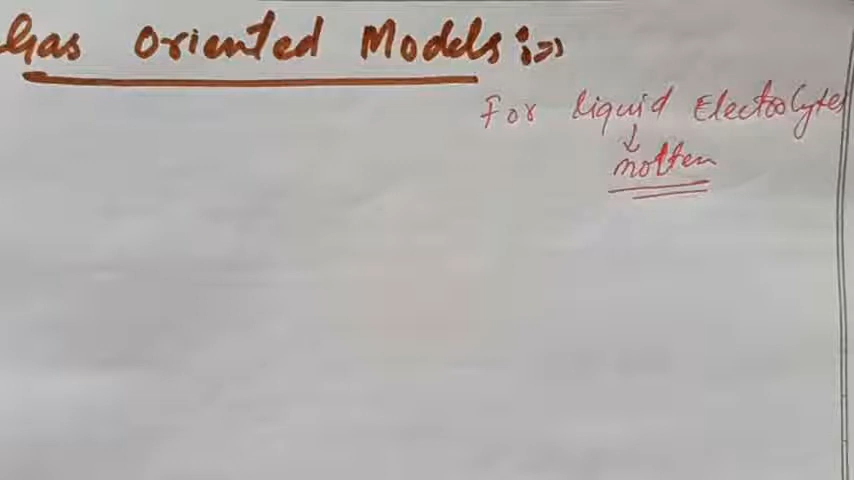 Gas Oriented Models :->
For liquid Electrolytes
↓
molten